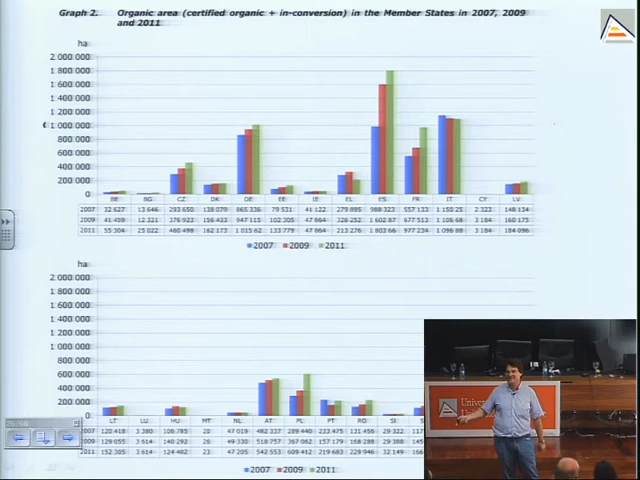 Graph 2. Organic area (certified organic + in-conversion) in the Member States in 2007, 2009
and 2011
ha
2 000 000
1 800 000
1 600 000
1 400 000
1 200 000
1 000 000
800 000
600 000
400 000
200 000
0
BE BG CZ DK DE EE IE EL ES FR IT CY LV
2007 32 627 13 646 293 650 138 079 865 336 79 531 41 122 279 895 988 323 557 133 1 150 25 2 323 148 134
2009 41 459 12 321 376 923 156 433 947 115 102 305 47 864 326 252 1 602 87 677 513 3 184 160 175
2011 55 304 25 022 460 498 162 173 1 015 62 133 779 47 864 213 276 1 803 66 977 234 1 096 88 3 184 184 096
2007 2009 2011
ha
2 000 000
1 800 000
1 600 000
1 400 000
1 200 000
1 000 000
800 000
600 000
400 000
200 000
0
LT LU HU MT NL AT PL PT RO SI
2007 120 418 3 380 106 785 20 47 019 482 337 289 440 233 475 131 456 29 322
2009 129 055 3 614 140 292 26 49 330 518 757 367 062 157 179 168 288 29 388
2011 152 305 3 614 124 402 23 47 205 542 553 609 412 219 683 229 946 32 149
2007 2009 2011